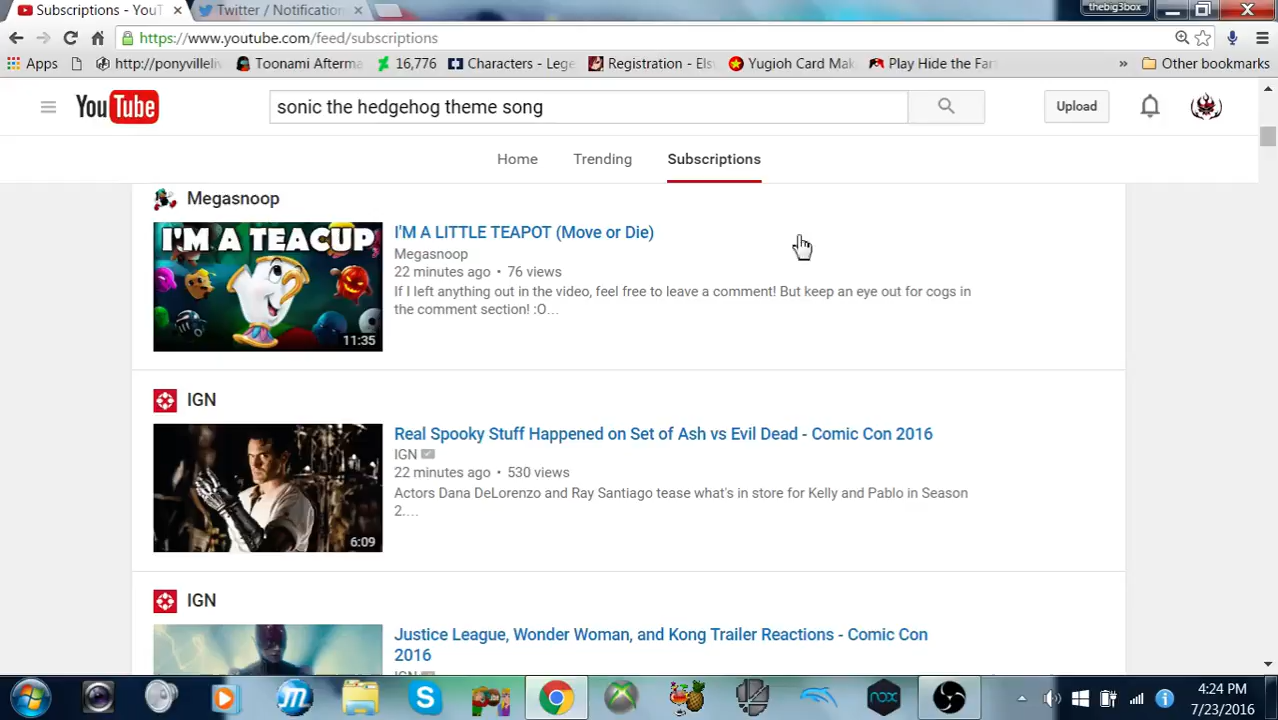 Subscriptions - YouT
Twitter / Notification
thebig3box
https://www.youtube.com/feed/subscriptions
Apps
http://ponyvilleliv
Toonami Afterma
16,776
Characters - Lege
Registration - Els
Yugioh Card Mak
Play Hide the Fan
»
Other bookmarks
YouTube
sonic the hedgehog theme song
Upload
Home
Trending
Subscriptions
Megasnoop
I'M A TEACUP
11:35
I'M A LITTLE TEAPOT (Move or Die)
Megasnoop
22 minutes ago • 76 views
If I left anything out in the video, feel free to leave a comment! But keep an eye out for cogs in
the comment section! :O...
IGN
6:09
Real Spooky Stuff Happened on Set of Ash vs Evil Dead - Comic Con 2016
IGN
22 minutes ago • 530 views
Actors Dana DeLorenzo and Ray Santiago tease what's in store for Kelly and Pablo in Season
2....
IGN
Justice League, Wonder Woman, and Kong Trailer Reactions - Comic Con
2016
IGN
nox
4:24 PM
7/23/2016